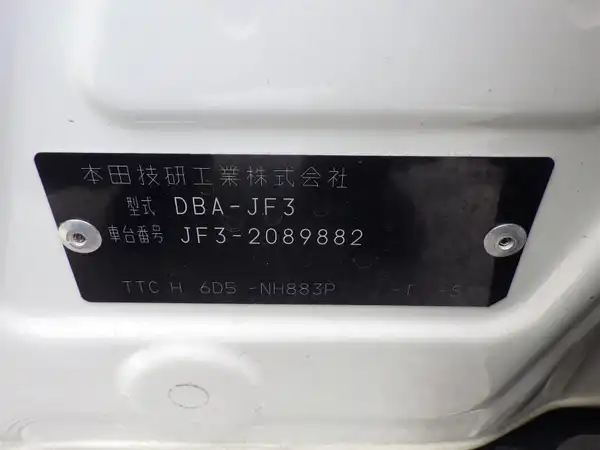 本田技研工業株式会社
型式 DBA-JF3
車台番号 JF3-2089882
TTC H 6D5 -NH883P -T -S